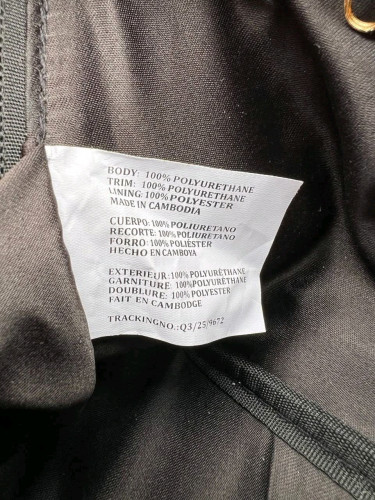 BODY: 100% POLYURETHANE
TRIM: 100% POLYURETHANE
LINING: 100% POLYESTER
MADE IN CAMBODIA
CUERPO: 100% POLIURETANO
RECORTE: 100% POLIURETANO
FORRO: 100% POLIÉSTER
HECHO EN CAMBOYA
EXTERIEUR: 100% POLYURÉTHANE
GARNITURE: 100% POLYURÉTHANE
DOUBLURE: 100% POLYESTER
FAIT EN CAMBODGE
TRACKINGNO.:Q3/25/9672